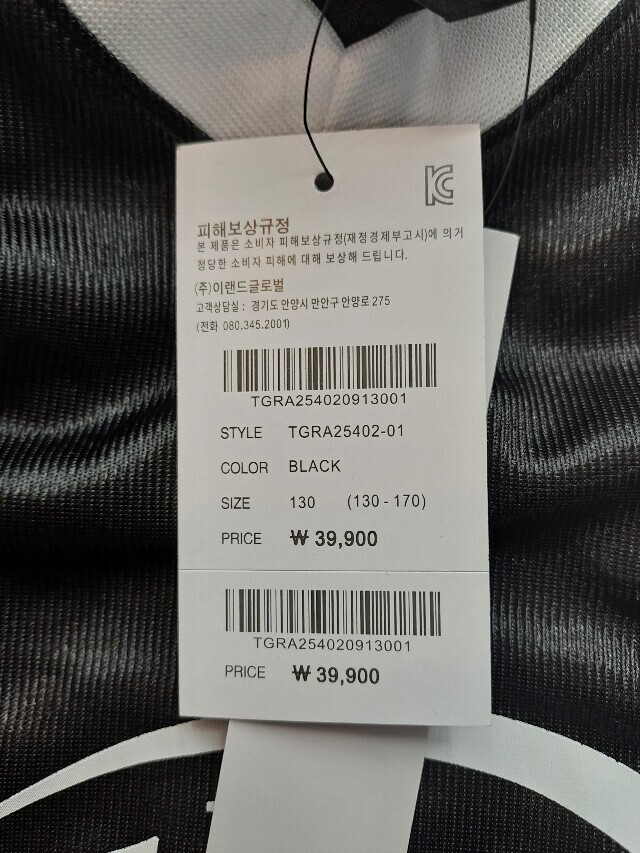 KC
피해보상규정
본 제품은 소비자 피해보상규정(재정경제부고시)에 의거
정당한 소비자 피해에 대해 보상해 드립니다.
(주)이랜드글로벌
고객상담실 : 경기도 안양시 만안구 안양로 275
(전화 080.345.2001)
TGRA254020913001
STYLE TGRA25402-01
COLOR BLACK
SIZE 130 (130 - 170)
PRICE ₩ 39,900
TGRA254020913001
PRICE ₩ 39,900